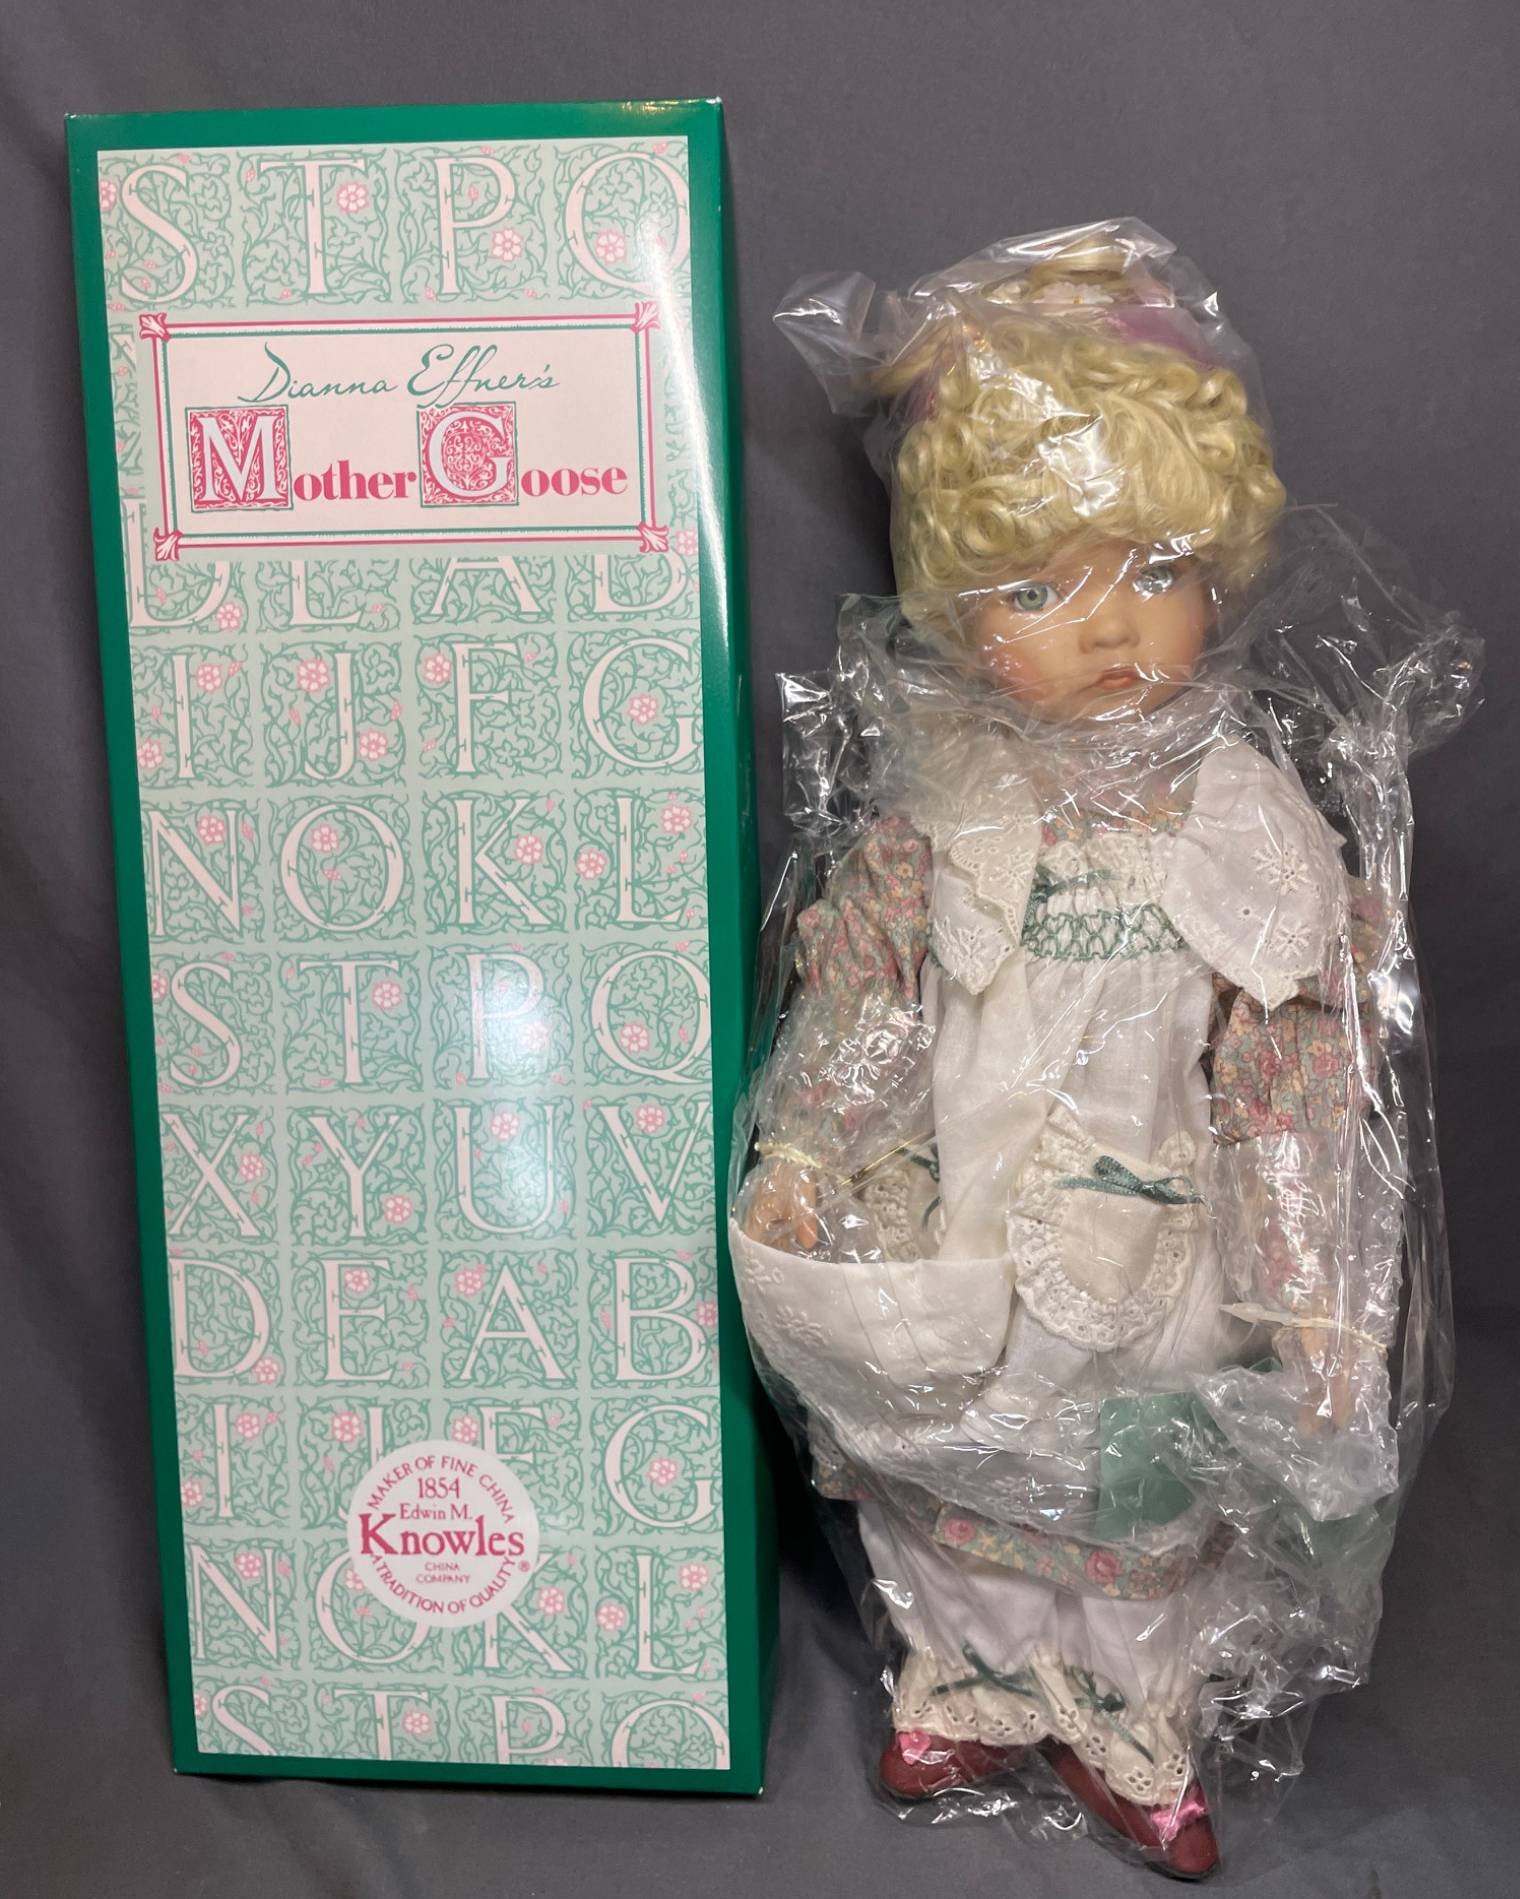 S T P Q
Dianna Effner's
Mother Goose
D E A B
I J F G
N O K L
S T P Q
X Y U V
D E A B
I J F G
MAKER OF FINE CHINA
1854
Edwin M.
Knowles®
CHINA
COMPANY
A TRADITION OF QUALITY
N O K L
S T P Q